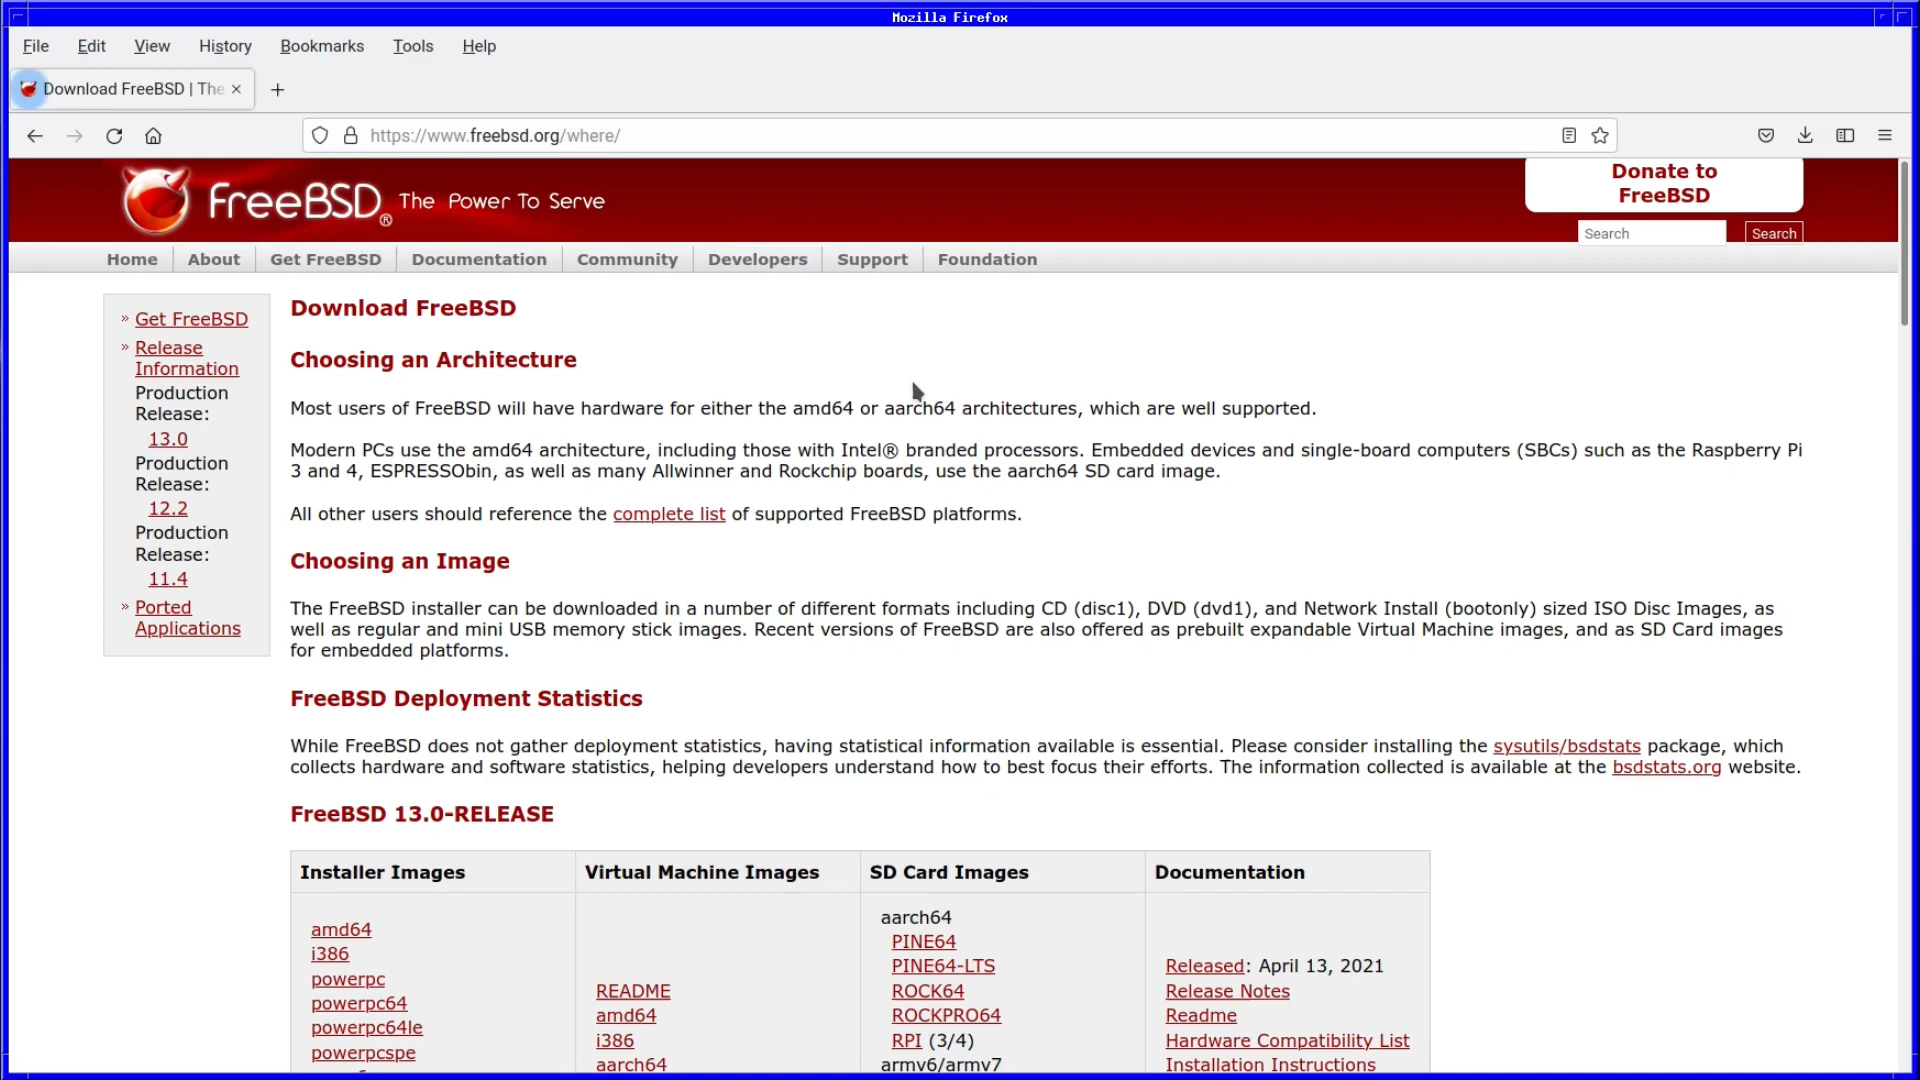 Mozilla Firefox
File Edit View History Bookmarks Tools Help
Download FreeBSD | The
https://www.freebsd.org/where/
FreeBSD® The Power To Serve
Donate to
FreeBSD
Search Search
Home About Get FreeBSD Documentation Community Developers Support Foundation
» Get FreeBSD
» Release
Information
Production
Release:
13.0
Production
Release:
12.2
Production
Release:
11.4
» Ported
Applications
Download FreeBSD
Choosing an Architecture
Most users of FreeBSD will have hardware for either the amd64 or aarch64 architectures, which are well supported.
Modern PCs use the amd64 architecture, including those with Intel® branded processors. Embedded devices and single-board computers (SBCs) such as the Raspberry Pi
3 and 4, ESPRESSObin, as well as many Allwinner and Rockchip boards, use the aarch64 SD card image.
All other users should reference the complete list of supported FreeBSD platforms.
Choosing an Image
The FreeBSD installer can be downloaded in a number of different formats including CD (disc1), DVD (dvd1), and Network Install (bootonly) sized ISO Disc Images, as
well as regular and mini USB memory stick images. Recent versions of FreeBSD are also offered as prebuilt expandable Virtual Machine images, and as SD Card images
for embedded platforms.
FreeBSD Deployment Statistics
While FreeBSD does not gather deployment statistics, having statistical information available is essential. Please consider installing the sysutils/bsdstats package, which
collects hardware and software statistics, helping developers understand how to best focus their efforts. The information collected is available at the bsdstats.org website.
FreeBSD 13.0-RELEASE
Installer Images Virtual Machine Images SD Card Images Documentation
amd64
i386
powerpc
powerpc64
powerpc64le
powerpcspe
README
amd64
i386
aarch64
aarch64
PINE64
PINE64-LTS
ROCK64
ROCKPRO64
RPI (3/4)
armv6/armv7
Released: April 13, 2021
Release Notes
Readme
Hardware Compatibility List
Installation Instructions